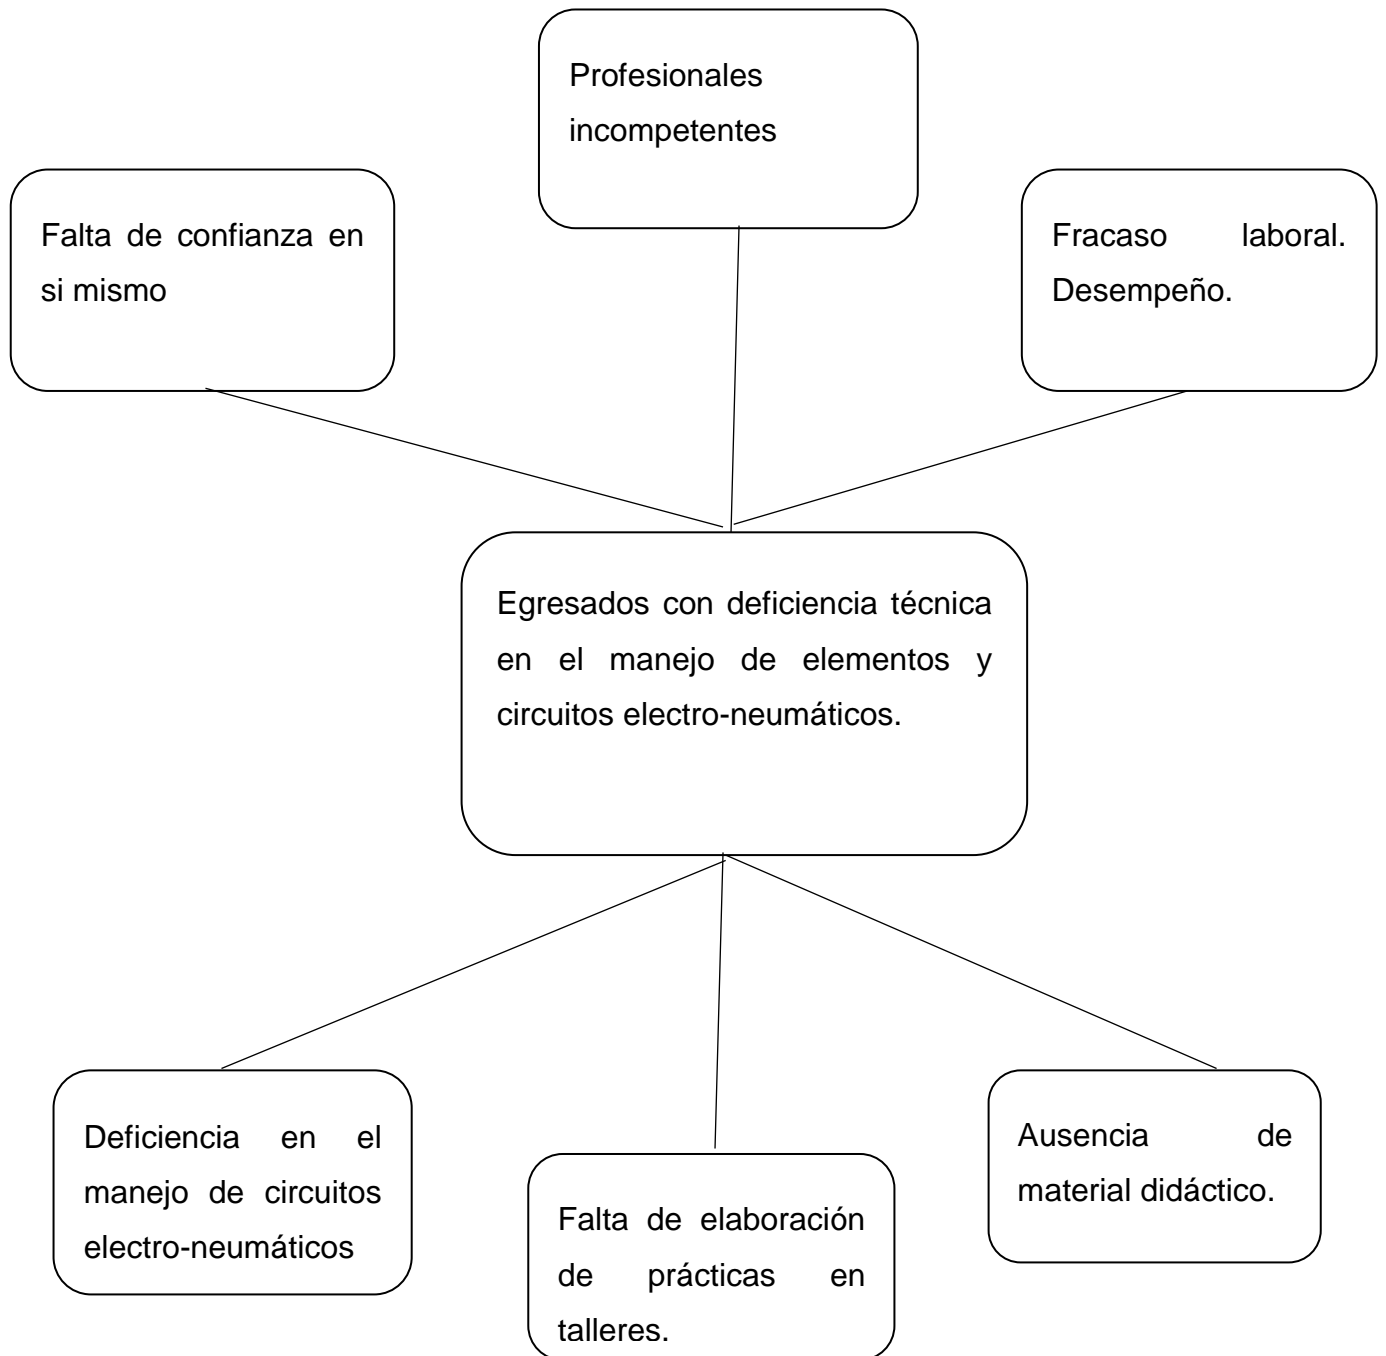 Profesionales
incompetentes
Falta de confianza en
si mismo
Fracaso laboral.
Desempeño.
Egresados con deficiencia técnica
en el manejo de elementos y
circuitos electro-neumáticos.
Deficiencia en el
manejo de circuitos
electro-neumáticos
Falta de elaboración
de prácticas en
talleres.
Ausencia de
material didáctico.